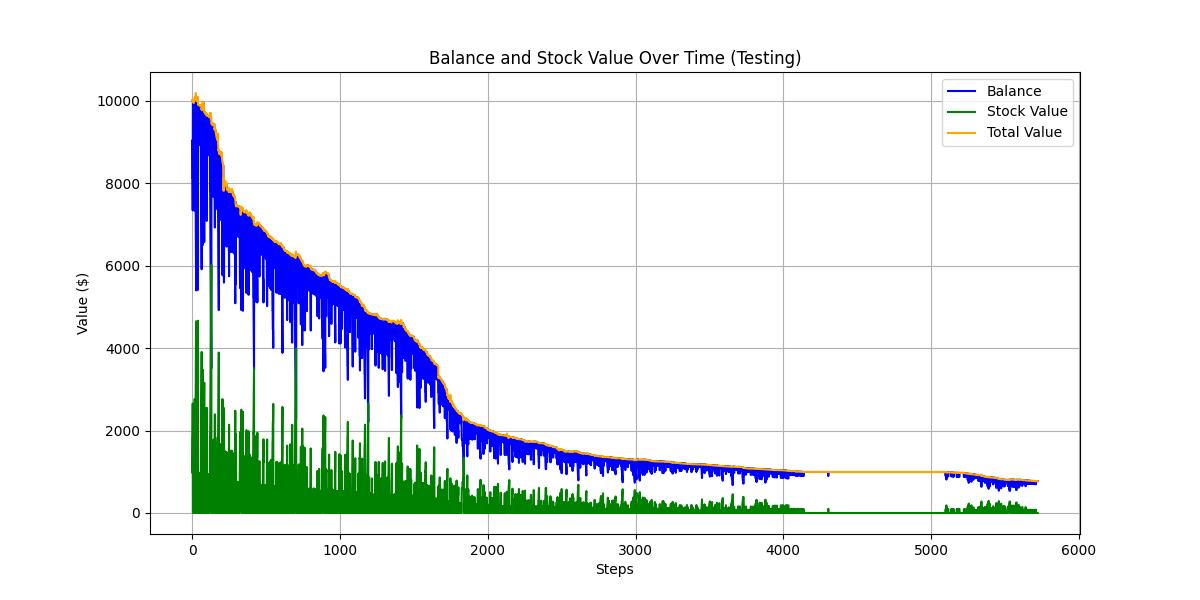 Balance and Stock Value Over Time (Testing)
Balance
Stock Value
Total Value
Value ($)
10000
8000
6000
4000
2000
0
0 1000 2000 3000 4000 5000 6000
Steps